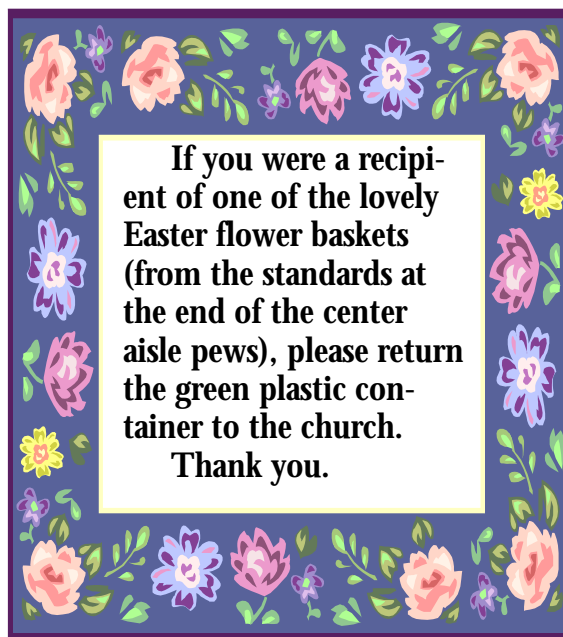 If you were a recipi-
ent of one of the lovely
Easter flower baskets
(from the standards at
the end of the center
aisle pews), please return
the green plastic con-
tainer to the church.
Thank you.